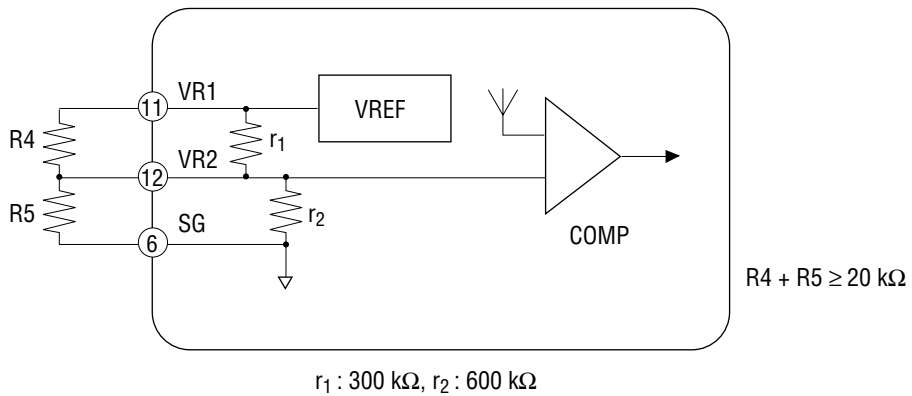 11
VR1
VREF
R4
r1
VR2
12
R5
r2
SG
6
COMP
R4 + R5 ≥ 20 kΩ
r1 : 300 kΩ, r2 : 600 kΩ